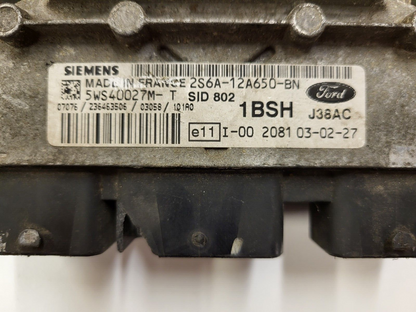 SIEMENS
MADE IN FRANCE 2S6A-12A650-BN
5WS40027M- T SID 802 Ford
07076 / 236463506 / 03058 / 101A0 1BSH J38AC
e11 I-00 2081 03-02-27